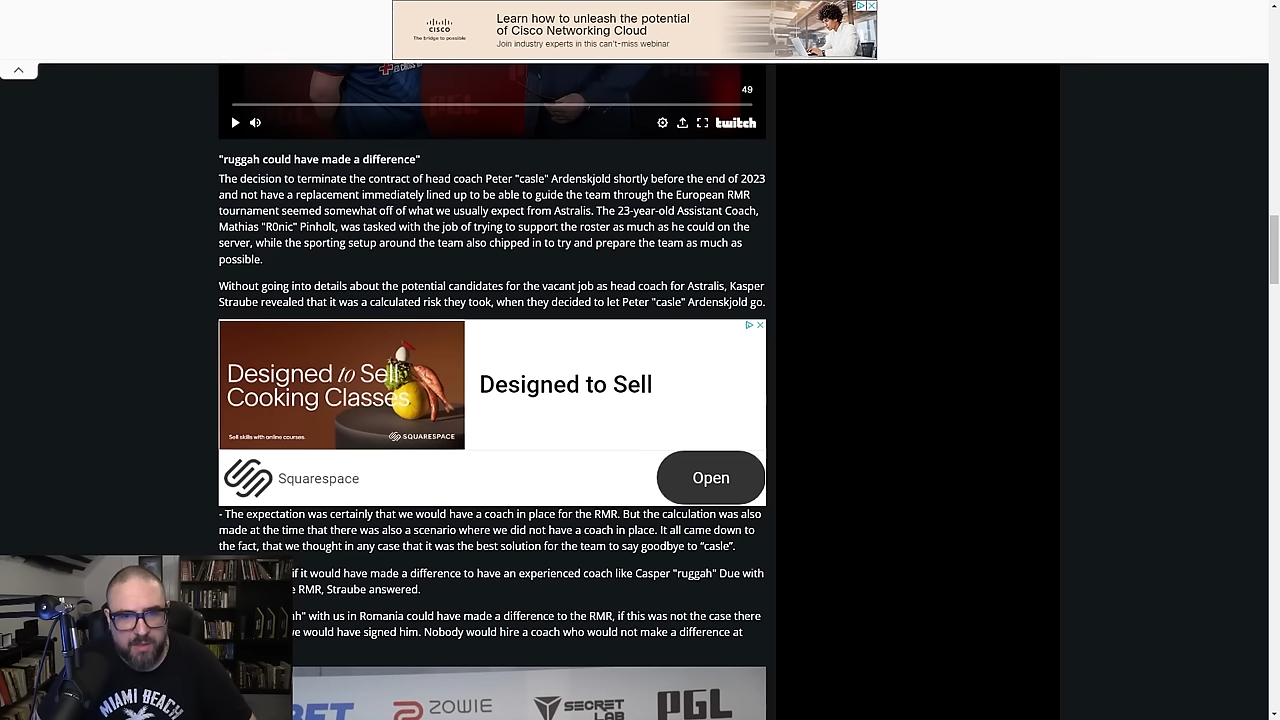 CISCO
The bridge to possible
Learn how to unleash the potential
of Cisco Networking Cloud
Join industry experts in this can't-miss webinar
PGL
49
twitch
"ruggah could have made a difference"
The decision to terminate the contract of head coach Peter "casle" Ardenskjold shortly before the end of 2023
and not have a replacement immediately lined up to be able to guide the team through the European RMR
tournament seemed somewhat off of what we usually expect from Astralis. The 23-year-old Assistant Coach,
Mathias "R0nic" Pinholt, was tasked with the job of trying to support the roster as much as he could on the
server, while the sporting setup around the team also chipped in to try and prepare the team as much as
possible.
Without going into details about the potential candidates for the vacant job as head coach for Astralis, Kasper
Straube revealed that it was a calculated risk they took, when they decided to let Peter "casle" Ardenskjold go.
Designed to Sell
Cooking Classes
Sell skills with online courses.
SQUARESPACE
Designed to Sell
Squarespace
Open
- The expectation was certainly that we would have a coach in place for the RMR. But the calculation was also
made at the time that there was also a scenario where we did not have a coach in place. It all came down to
the fact, that we thought in any case that it was the best solution for the team to say goodbye to “casle”.
if it would have made a difference to have an experienced coach like Casper "ruggah" Due with
RMR, Straube answered.
with us in Romania could have made a difference to the RMR, if this was not the case there
we would have signed him. Nobody would hire a coach who would not make a difference at
ZOWIE
SECRET
LAB
PGL
MIAMI BEACH